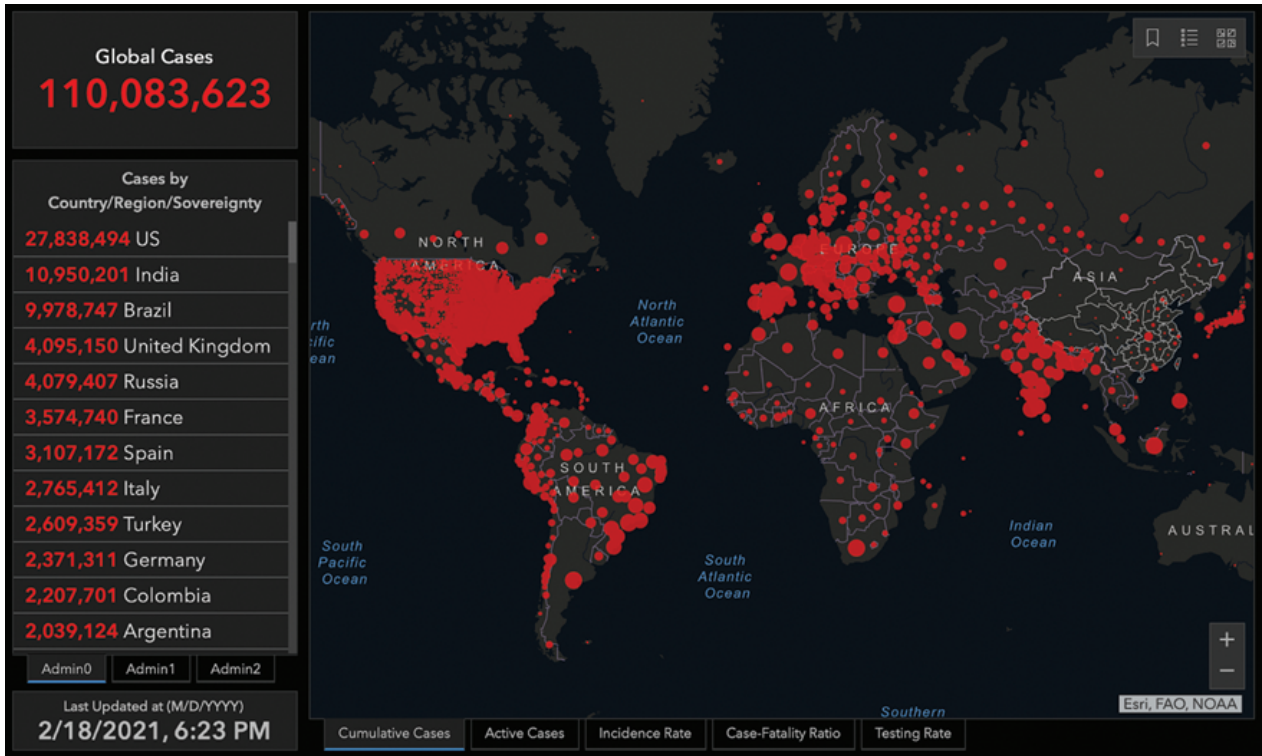 Global Cases
110,083,623
Cases by
Country/Region/Sovereignty
27,838,494 US
10,950,201 India
9,978,747 Brazil
4,095,150 United Kingdom
4,079,407 Russia
3,574,740 France
3,107,172 Spain
2,765,412 Italy
2,609,359 Turkey
2,371,311 Germany
2,207,701 Colombia
2,039,124 Argentina
Admin0 Admin1 Admin2
Last Updated at (M/D/YYYY)
2/18/2021, 6:23 PM
NORTH
AMERICA
EUROPE
ASIA
North
Atlantic
Ocean
rth
cific
ean
AFRICA
SOUTH
AMERICA
Indian
Ocean
AUSTRAL
South
Pacific
Ocean
South
Atlantic
Ocean
+
−
Esri, FAO, NOAA
Southern
Cumulative Cases Active Cases Incidence Rate Case-Fatality Ratio Testing Rate